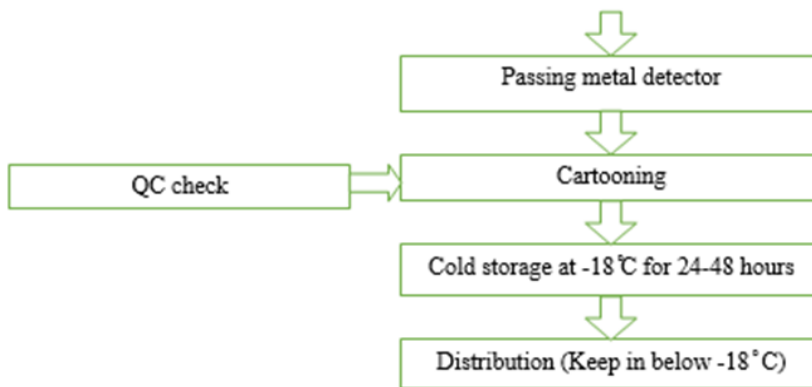 Passing metal detector
QC check
Cartooning
Cold storage at -18℃ for 24-48 hours
Distribution (Keep in below -18˚C)